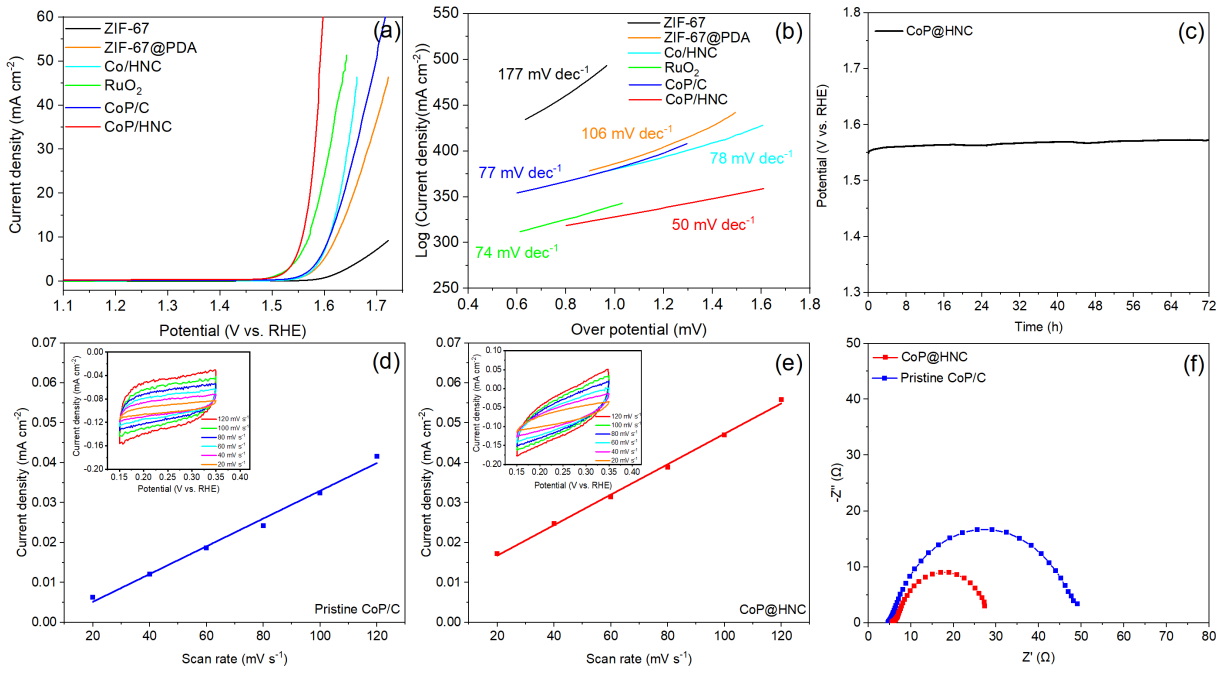 (a)
ZIF-67
ZIF-67@PDA
Co/HNC
RuO2
CoP/C
CoP/HNC
Current density (mA cm-2)
60
50
40
30
20
10
0
1.1 1.2 1.3 1.4 1.5 1.6 1.7
Potential (V vs. RHE)
(b)
ZIF-67
ZIF-67@PDA
Co/HNC
RuO2
CoP/C
CoP/HNC
177 mV dec-1
106 mV dec-1
77 mV dec-1
78 mV dec-1
50 mV dec-1
74 mV dec-1
Log (Current density(mA cm-2))
550
500
450
400
350
300
250
0.4 0.6 0.8 1.0 1.2 1.4 1.6 1.8
Over potential (mV)
(c)
CoP@HNC
Potential (V vs. RHE)
1.8
1.7
1.6
1.5
1.4
1.3
0 8 16 24 32 40 48 56 64 72
Time (h)
(d)
Current density (mA cm-2)
0.07
0.06
0.05
0.04
0.03
0.02
0.01
0.00
20 40 60 80 100 120
Scan rate (mV s-1)
Pristine CoP/C
Current density (mA cm-2)
0.00
-0.04
-0.08
-0.12
-0.16
-0.20
0.15 0.20 0.25 0.30 0.35 0.40
Potential (V vs. RHE)
120 mV s-1
100 mV s-1
80 mV s-1
60 mV s-1
40 mV s-1
20 mV s-1
(e)
Current density (mA cm-2)
0.07
0.06
0.05
0.04
0.03
0.02
0.01
0.00
20 40 60 80 100 120
Scan rate (mV s-1)
CoP@HNC
Current density (mA cm-2)
0.10
0.05
0.00
-0.05
-0.10
-0.15
-0.20
0.15 0.20 0.25 0.30 0.35 0.40
Potential (V vs. RHE)
120 mV s-1
100 mV s-1
80 mV s-1
60 mV s-1
40 mV s-1
20 mV s-1
(f)
CoP@HNC
Pristine CoP/C
-Z'' (Ω)
-50
40
30
20
10
0
0 10 20 30 40 50 60 70 80
Z' (Ω)